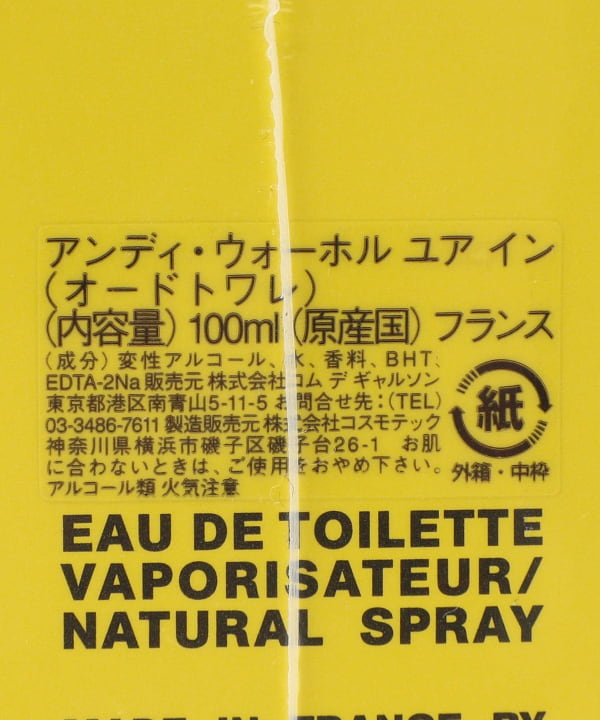 アンディ・ウォーホル ユア イン
(オードトワレ)
(内容量) 100ml (原産国) フランス
(成分) 変性アルコール、水、香料、BHT、
EDTA-2Na 販売元 株式会社コム デ ギャルソン
東京都港区南青山5-11-5 お問合せ先:(TEL)
03-3486-7611 製造販売元 株式会社コスモテック
神奈川県横浜市磯子区磯子台26-1 お肌
に合わないときは、ご使用をおやめ下さい。
アルコール類 火気注意
紙
外箱・中枠
EAU DE TOILETTE
VAPORISATEUR/
NATURAL SPRAY
MADE IN FRANCE BY